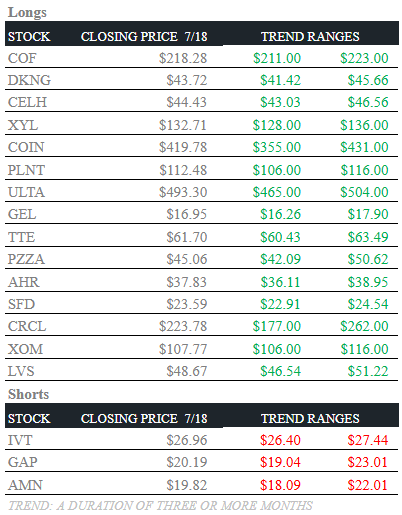 Longs
STOCK CLOSING PRICE 7/18 TREND RANGES
COF $218.28 $211.00 $223.00
DKNG $43.72 $41.42 $45.66
CELH $44.43 $43.03 $46.56
XYL $132.71 $128.00 $136.00
COIN $419.78 $355.00 $431.00
PLNT $112.48 $106.00 $116.00
ULTA $493.30 $465.00 $504.00
GEL $16.95 $16.26 $17.90
TTE $61.70 $60.43 $63.49
PZZA $45.06 $42.09 $50.62
AHR $37.83 $36.11 $38.95
SFD $23.59 $22.91 $24.54
CRCL $223.78 $177.00 $262.00
XOM $107.77 $106.00 $116.00
LVS $48.67 $46.54 $51.22
Shorts
STOCK CLOSING PRICE 7/18 TREND RANGES
IVT $26.96 $26.40 $27.44
GAP $20.19 $19.04 $23.01
AMN $19.82 $18.09 $22.01
TREND: A DURATION OF THREE OR MORE MONTHS